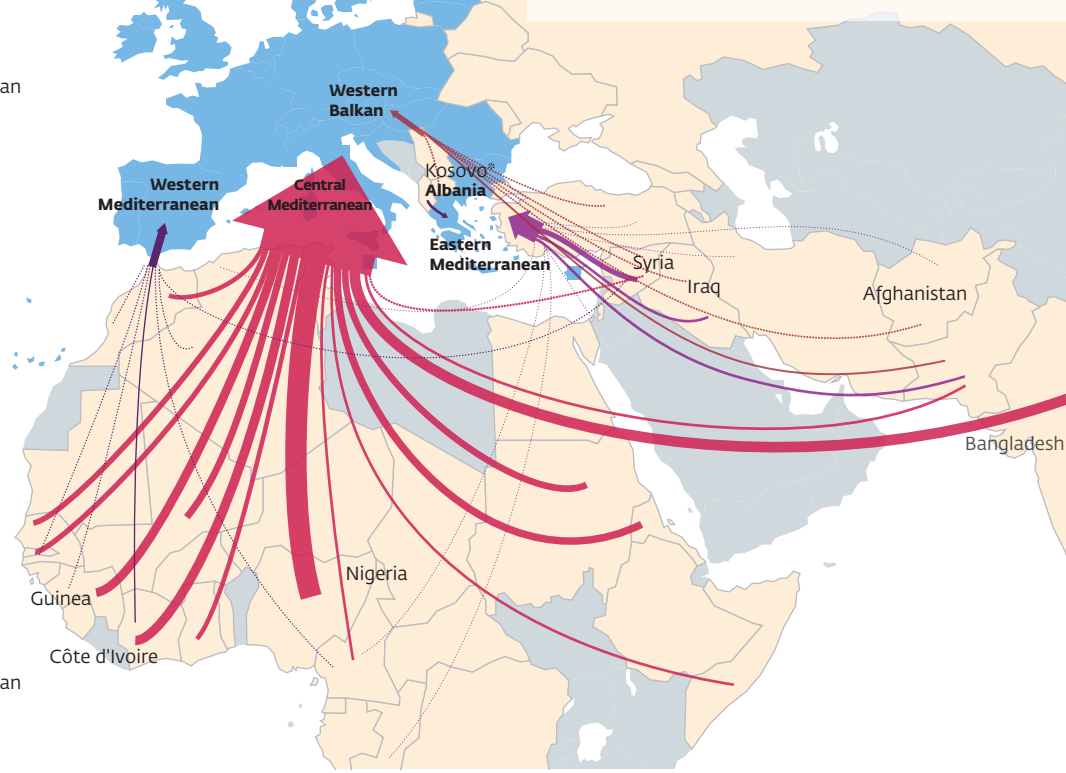 an
Western
Balkan
Kosovo*
Albania
Western
Mediterranean
Central
Mediterranean
Eastern
Mediterranean
Syria
Iraq
Afghanistan
Bangladesh
Nigeria
Guinea
Côte d'Ivoire
an